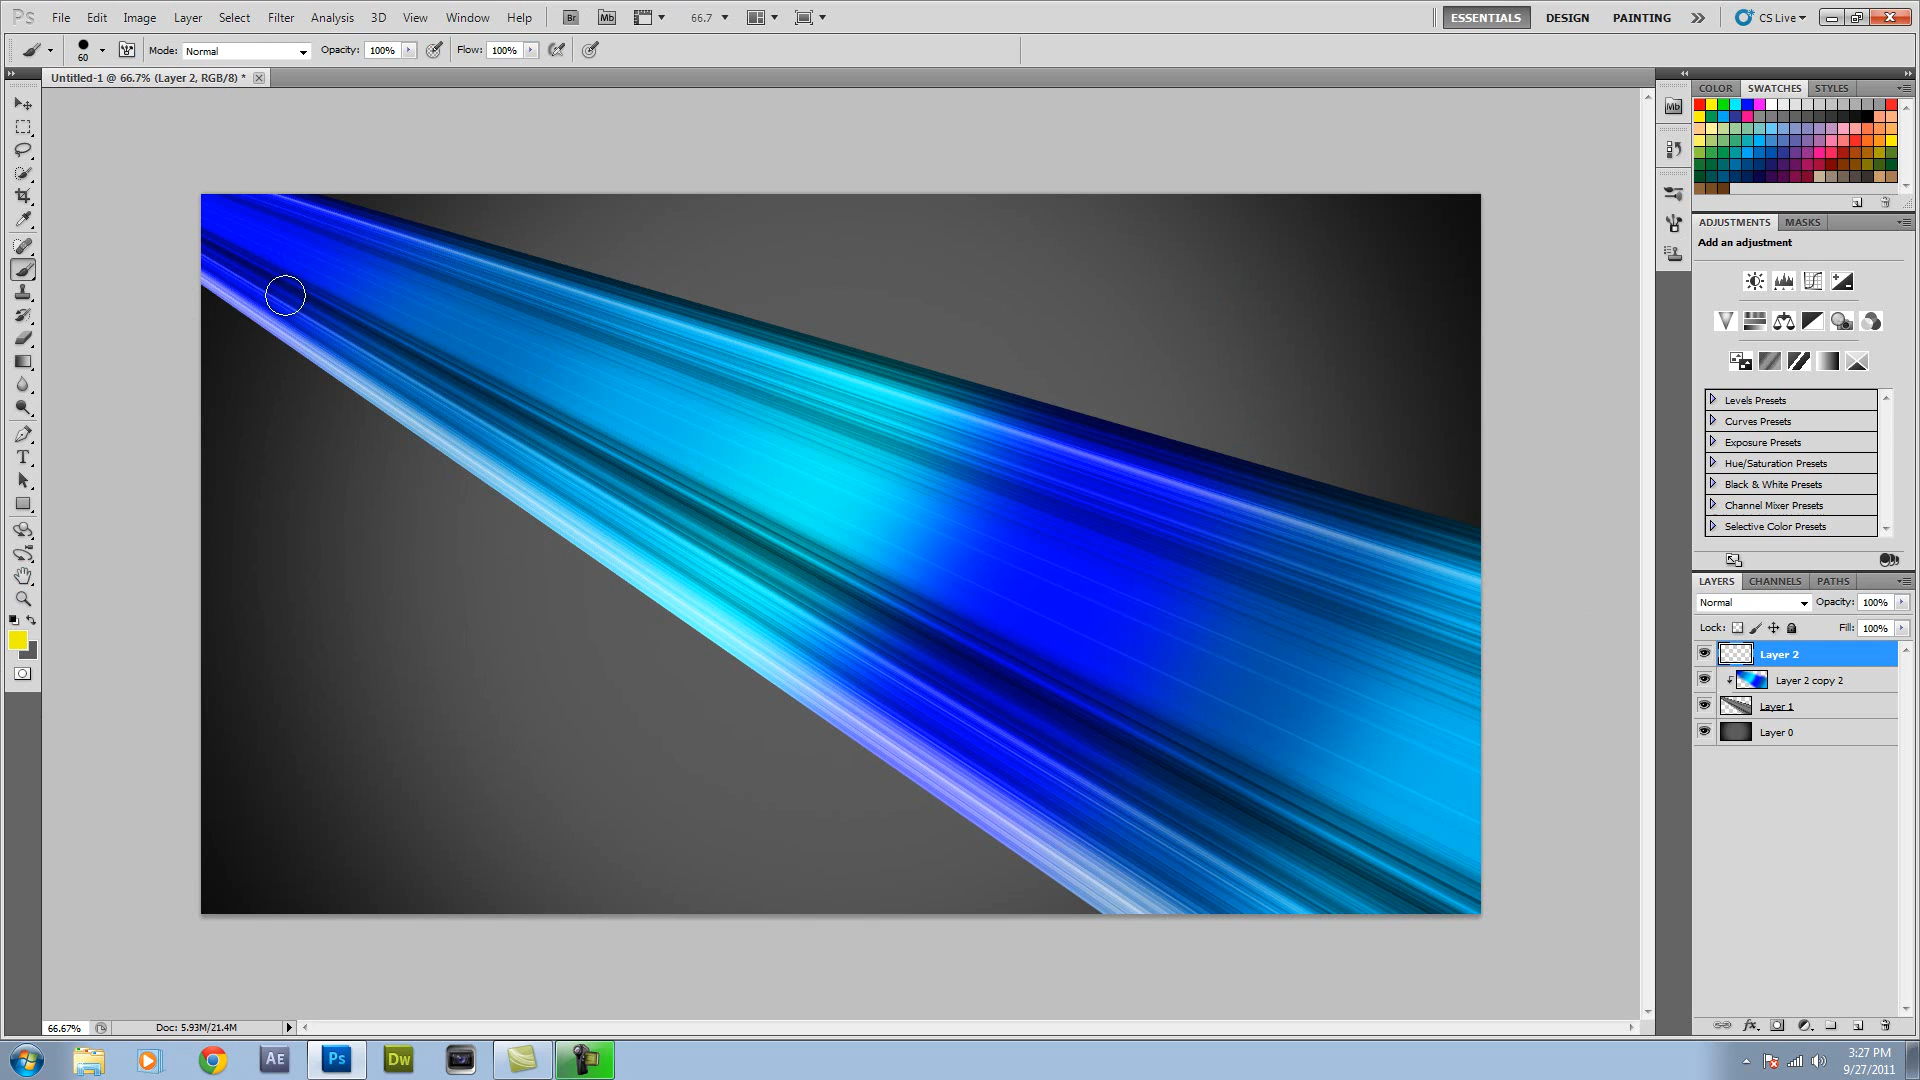 Ps File Edit Image Layer Select Filter Analysis 3D View Window Help Br Mb 66.7 ESSENTIALS DESIGN PAINTING CS Live
60 Mode: Normal Opacity: 100% Flow: 100%
Untitled-1 @ 66.7% (Layer 2, RGB/8) *
COLOR SWATCHES STYLES
Mb
ADJUSTMENTS MASKS
Add an adjustment
Levels Presets
Curves Presets
Exposure Presets
Hue/Saturation Presets
Black & White Presets
Channel Mixer Presets
Selective Color Presets
LAYERS CHANNELS PATHS
Normal Opacity: 100%
Lock: Fill: 100%
Layer 2
Layer 2 copy 2
Layer 1
Layer 0
T
66.67% Doc: 5.93M/21.4M
fx
AE Ps Dw
3:27 PM
9/27/2011